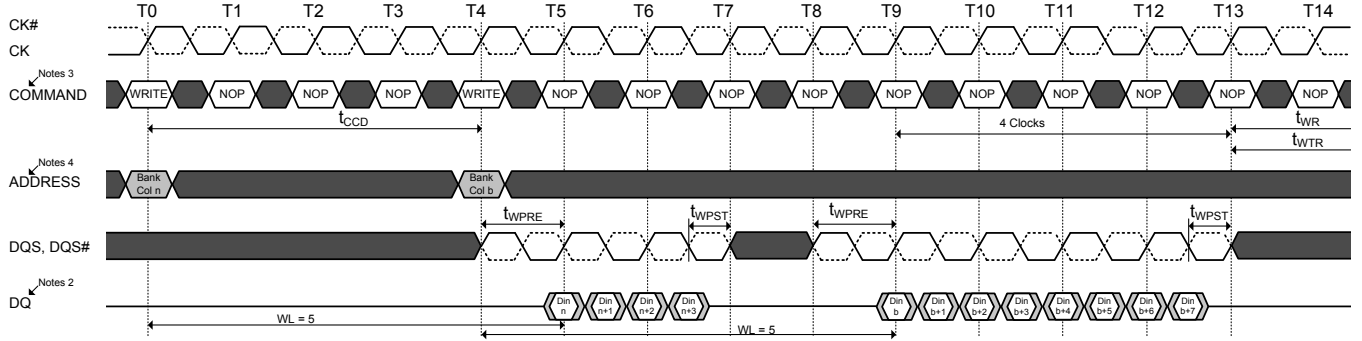 T0 T1 T2 T3 T4 T5 T6 T7 T8 T9 T10 T11 T12 T13 T14
CK#
CK
Notes 3
COMMAND WRITE NOP NOP NOP WRITE NOP NOP NOP NOP NOP NOP NOP NOP NOP NOP
tCCD 4 Clocks tWR
tWTR
Notes 4
ADDRESS Bank Col n Bank Col b
tWPRE tWPST tWPRE tWPST
DQS, DQS#
Notes 2
DQ Din n Din n+1 Din n+2 Din n+3 Din b Din b+1 Din b+2 Din b+3 Din b+4 Din b+5 Din b+6 Din b+7
WL = 5
WL = 5